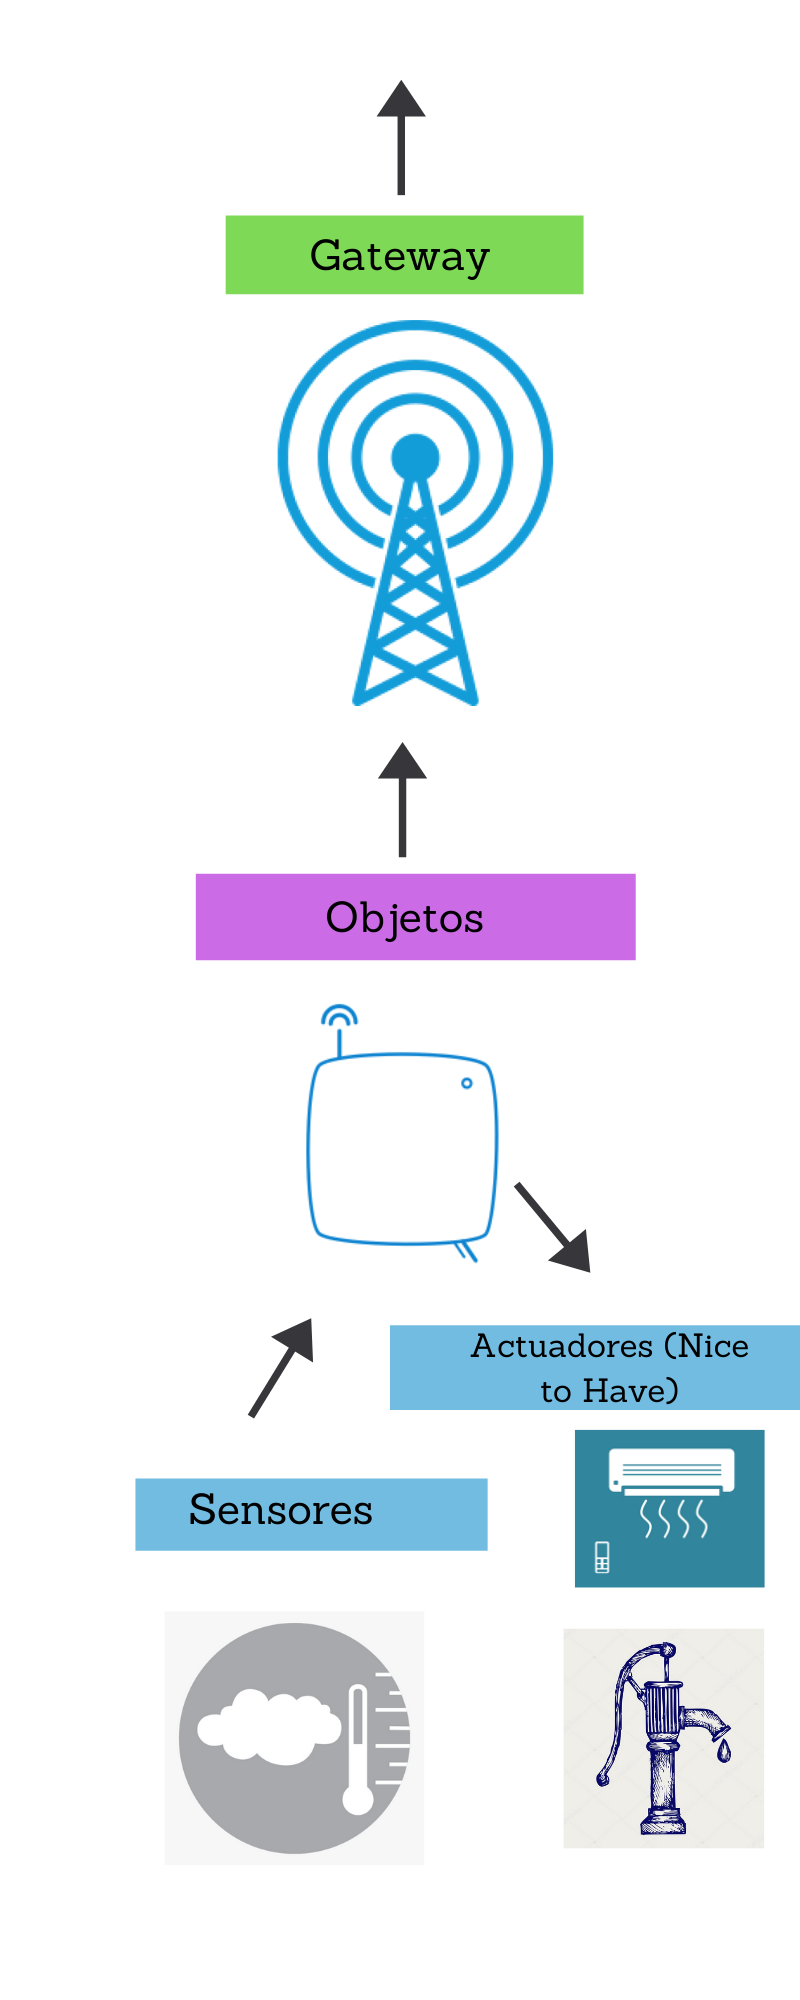 Gateway
Objetos
Actuadores (Nice
to Have)
Sensores